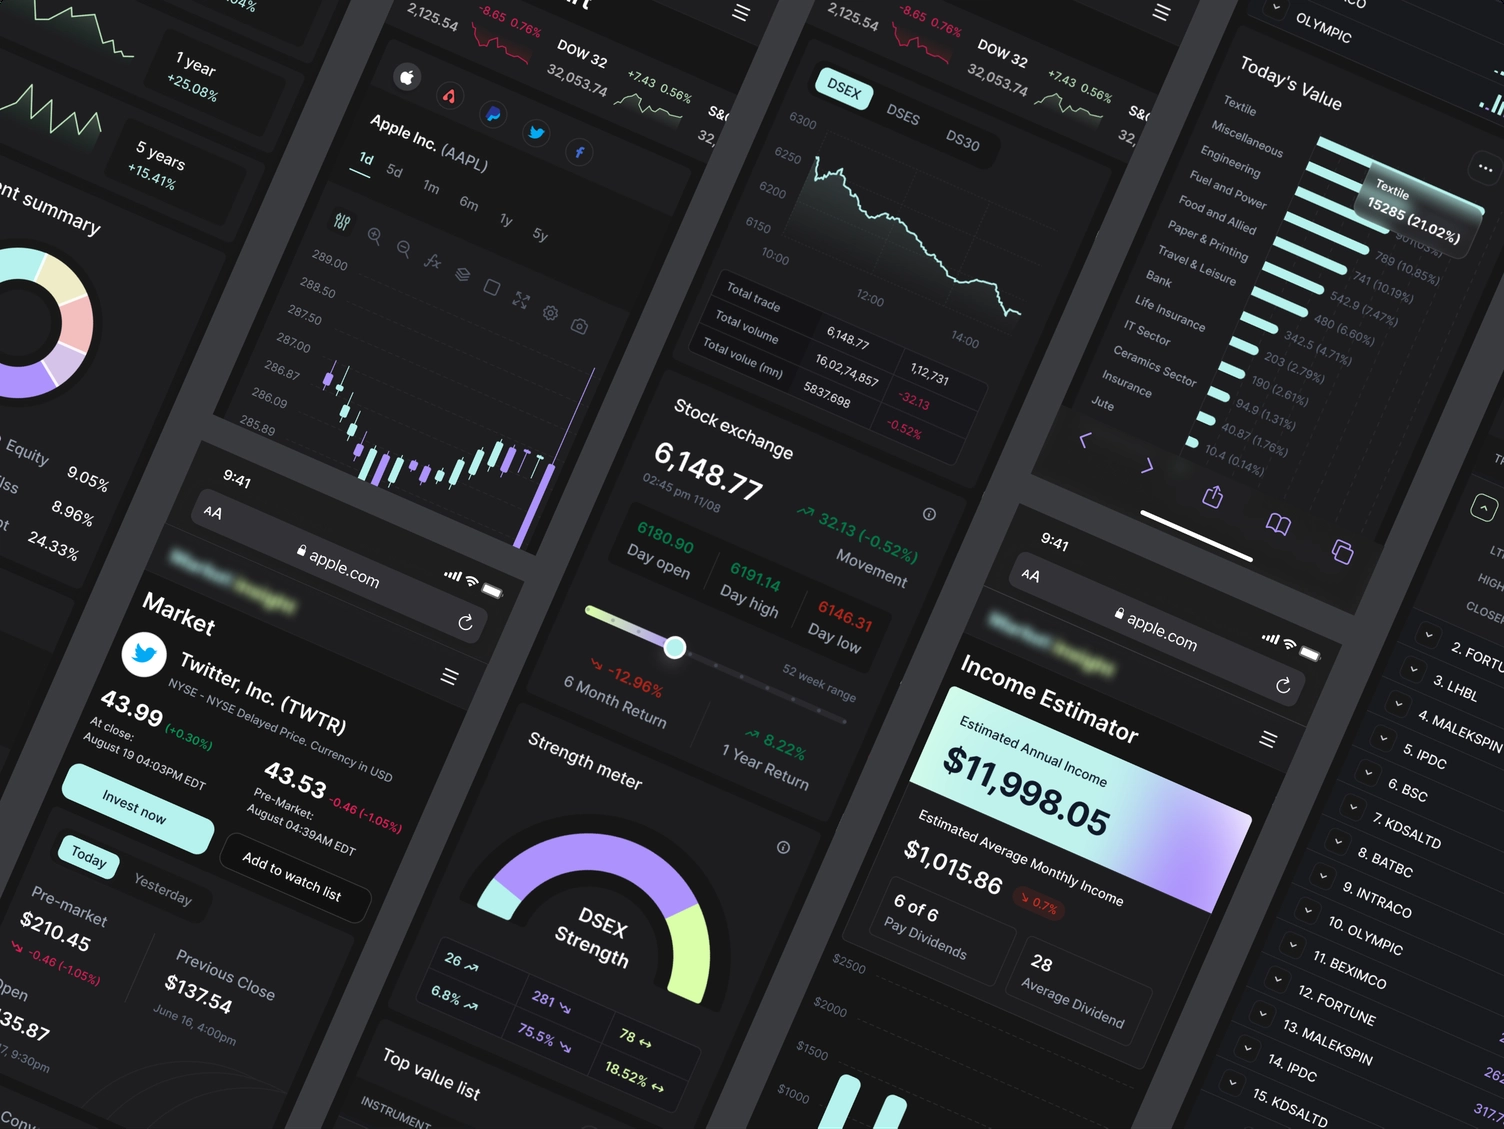 1 year
+25.08%
5 years
+15.41%
summary
Equity
9.05%
8.96%
24.33%
2,125.54
-8.65 0.76%
DOW 32
32,053.74
+7.43 0.56%
Apple Inc. (AAPL)
1d 5d 1m 6m 1y 5y
fx
289.00
288.50
287.50
287.00
286.87
286.09
285.89
9:41
AA
apple.com
Market Insight
Market
Twitter, Inc. (TWTR)
NYSE - NYSE Delayed Price. Currency in USD
43.99 (+0.30%)
At close:
August 19 04:03PM EDT
43.53 -0.46 (-1.05%)
Pre-Market:
August 04:39AM EDT
Invest now
Add to watch list
Today
Yesterday
Pre-market
$210.45
-0.46 (-1.05%)
Previous Close
$137.54
June 16, 4:00pm
35.87
9:30pm
2,125.54
-8.65 0.76%
DOW 32
32,053.74
+7.43 0.56%
DSEX DSES DS30
6300
6250
6200
6150
10:00
12:00
14:00
Total trade 6,148.77 1,12,731
Total volume 16,02,74,857 -32.13
Total volue (mn) 5837.698 -0.52%
Stock exchange
6,148.77
02:45 pm 11/08
32.13 (-0.52%)
Movement
6180.90
Day open
6191.14
Day high
6146.31
Day low
52 week range
-12.96%
6 Month Return
8.22%
1 Year Return
Strength meter
DSEX
Strength
26 281 78
6.8% 75.5% 18.52%
Top value list
INSTRUMENT
OLYMPIC
Today's Value
Textile
Miscellaneous
Engineering
Fuel and Power
Food and Allied
Paper & Printing
Travel & Leisure
Bank
Life Insurance
IT Sector
Ceramics Sector
Insurance
Jute
Textile
15285 (21.02%)
789 (10.85%)
741 (10.19%)
542.9 (7.47%)
480 (6.60%)
342.5 (4.71%)
203 (2.79%)
190 (2.61%)
94.9 (1.31%)
40.87 (1.76%)
10.4 (0.14%)
9:41
AA
apple.com
Market Insight
Income Estimator
Estimated Annual Income
$11,998.05
Estimated Average Monthly Income
$1,015.86
0.7%
6 of 6
Pay Dividends
28
Average Dividend
$2500
$2000
$1500
$1000
3. LHBL
4. MALEKSPIN
5. IPDC
6. BSC
7. KDSALTD
8. BATBC
9. INTRACO
10. OLYMPIC
11. BEXIMCO
12. FORTUNE
13. MALEKSPIN
14. IPDC
15. KDSALTD